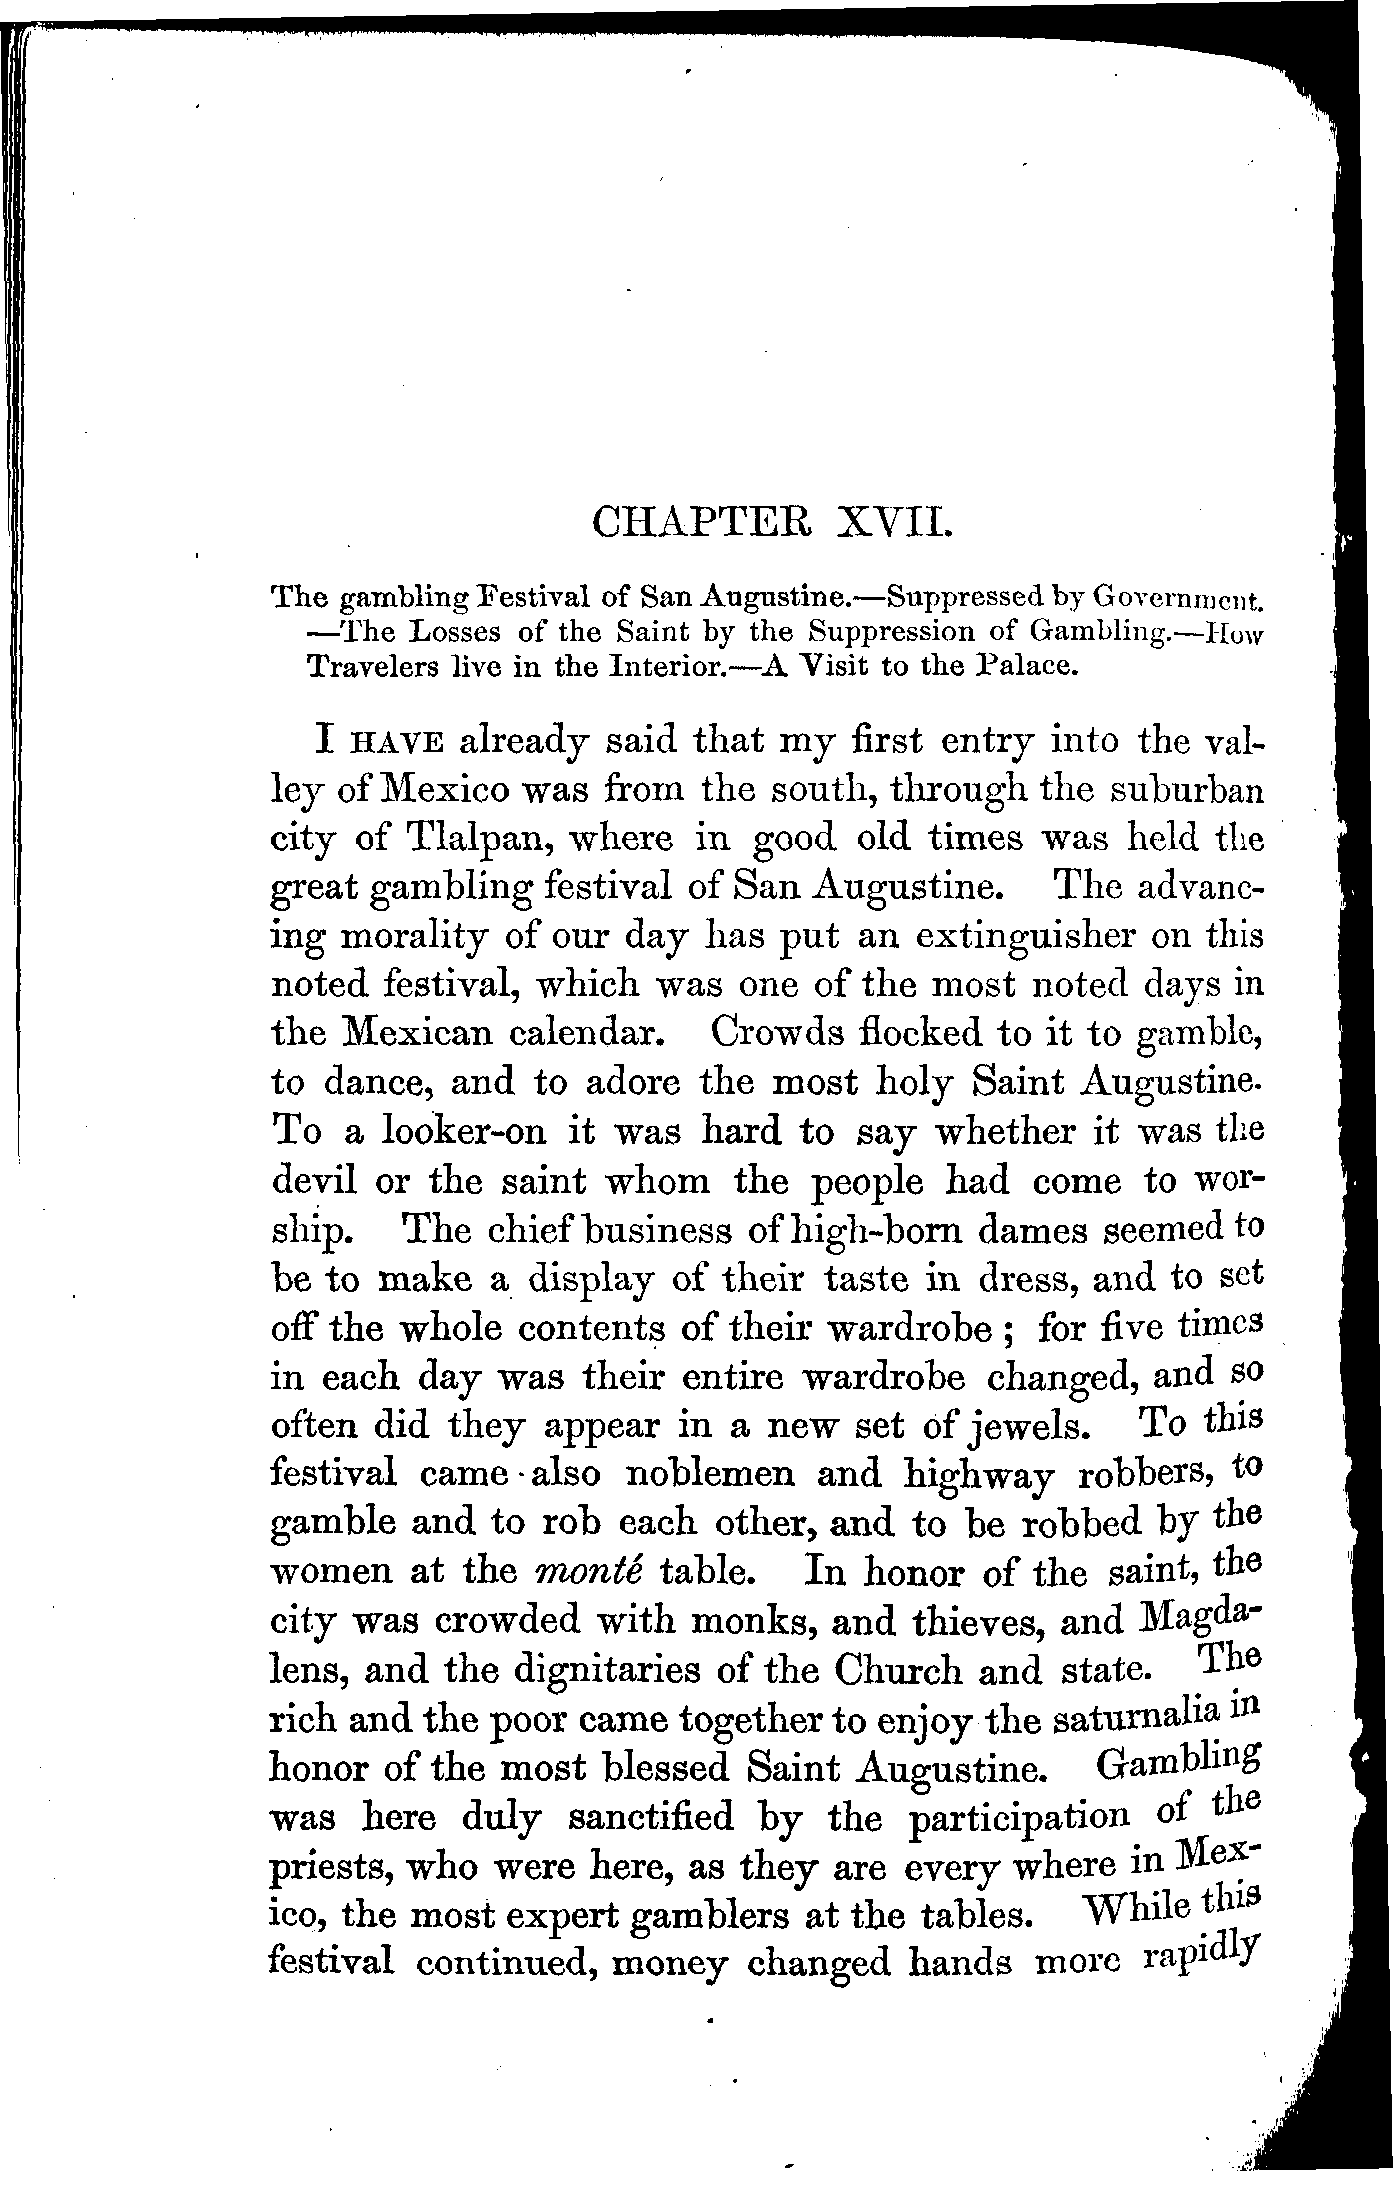 CHAPTER XVII.
The gambling Festival of San Augustine.—Suppressed by Government.
—The Losses of the Saint by the Suppression of Gambling.—How
Travelers live in the Interior.—A Visit to the Palace.
I HAVE already said that my first entry into the val-
ley of Mexico was from the south, through the suburban
city of Tlalpan, where in good old times was held the
great gambling festival of San Augustine. The advanc-
ing morality of our day has put an extinguisher on this
noted festival, which was one of the most noted days in
the Mexican calendar. Crowds flocked to it to gamble,
to dance, and to adore the most holy Saint Augustine.
To a looker-on it was hard to say whether it was the
devil or the saint whom the people had come to wor-
ship. The chief business of high-born dames seemed to
be to make a display of their taste in dress, and to set
off the whole contents of their wardrobe ; for five times
in each day was their entire wardrobe changed, and so
often did they appear in a new set of jewels. To this
festival came also noblemen and highway robbers, to
gamble and to rob each other, and to be robbed by the
women at the monté table. In honor of the saint, the
city was crowded with monks, and thieves, and Magda-
lens, and the dignitaries of the Church and state. The
rich and the poor came together to enjoy the saturnalia in
honor of the most blessed Saint Augustine. Gambling
was here duly sanctified by the participation of the
priests, who were here, as they are every where in Mex-
ico, the most expert gamblers at the tables. While this
festival continued, money changed hands more rapidly